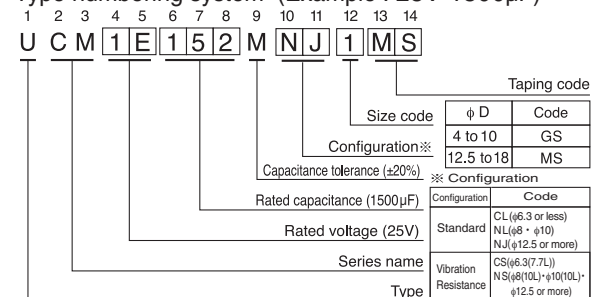 Type numbering system (Example : 25V 1500µF)
1 2 3 4 5 6 7 8 9 10 11 12 13 14
U C M 1 E 1 5 2 M N J 1 M S
Taping code
Size code
ϕ D Code
4 to 10 GS
12.5 to 18 MS
Configuration※
Capacitance tolerance (±20%)
※ Configuration
Configuration Code
Rated capacitance (1500µF)
Standard
CL(ϕ6.3 or less)
NL(ϕ8・ϕ10)
NJ(ϕ12.5 or more)
Rated voltage (25V)
Series name
Vibration
Resistance
CS(ϕ6.3(7.7L))
NS(ϕ8(10L)・ϕ10(10L)・
ϕ12.5 or more)
Type